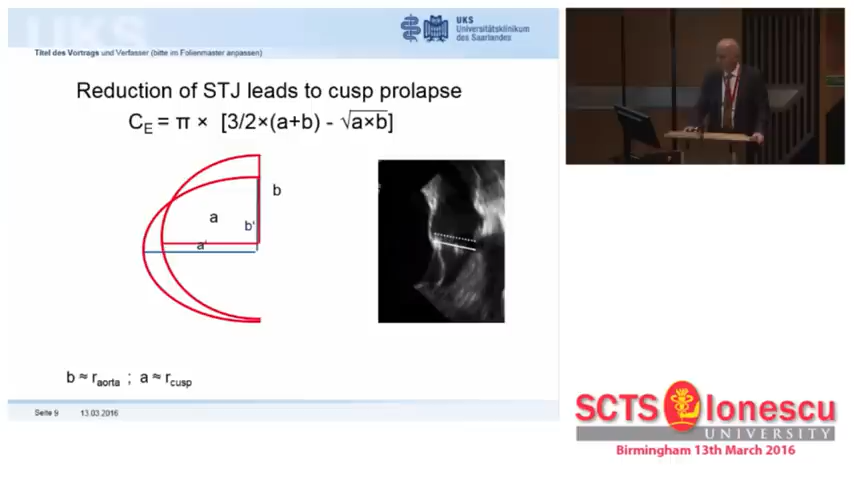 UKS
UKS
Universitätsklinikum
des Saarlandes
Titel des Vortrags und Verfasser (bitte im Folienmaster anpassen)
Reduction of STJ leads to cusp prolapse
C_E = π × [3/2×(a+b) - √a×b]
b
a
b'
a'
b ≈ r_aorta ; a ≈ r_cusp
Seite 9 13.03.2016
SCTS Ionescu
UNIVERSITY
Birmingham 13th March 2016